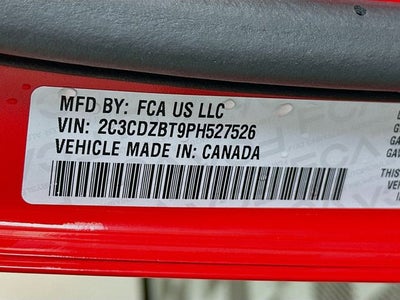 MFD BY: FCA US LLC
VIN: 2C3CDZBT9PH527526
VEHICLE MADE IN: CANADA